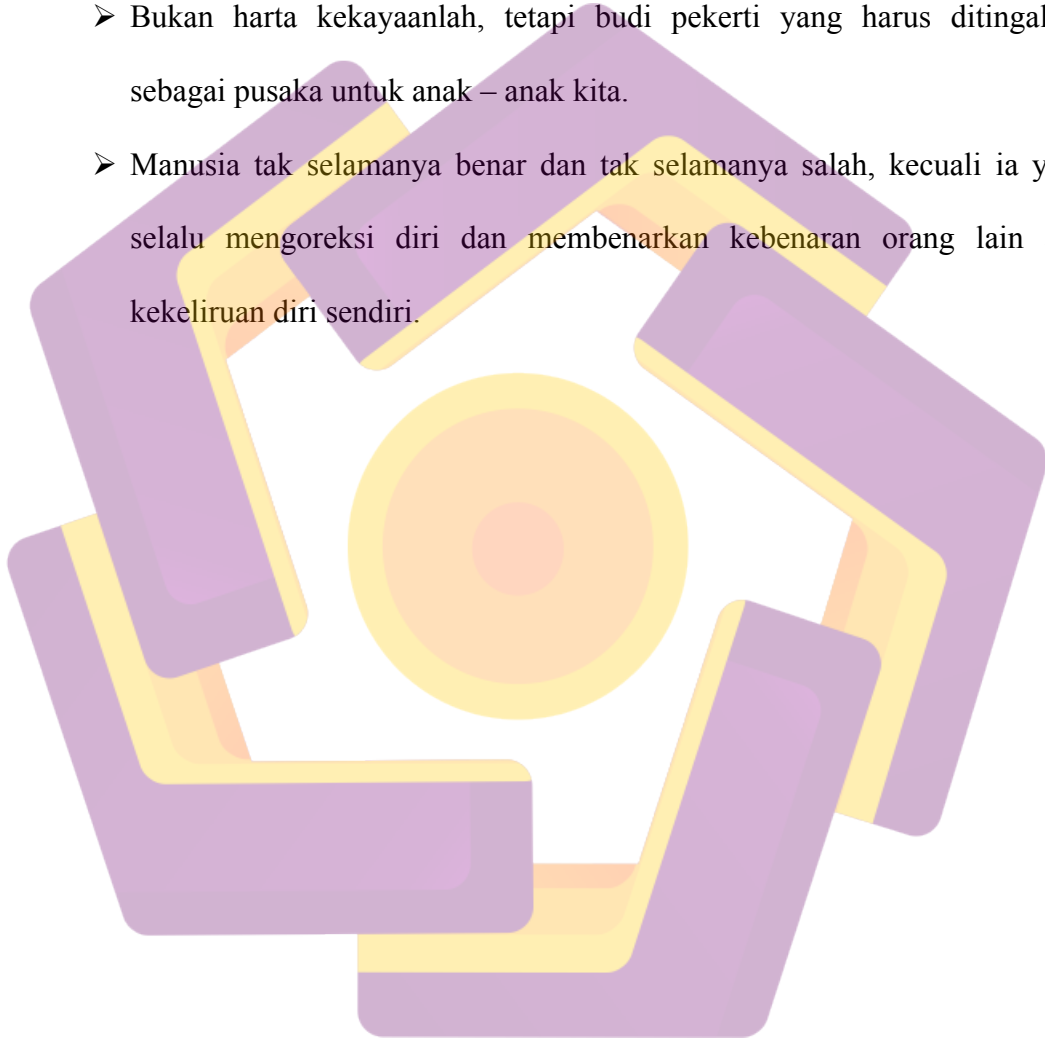 ➢ Bukan harta kekayaanlah, tetapi budi pekerti yang harus ditingal
sebagai pusaka untuk anak – anak kita.
➢ Manusia tak selamanya benar dan tak selamanya salah, kecuali ia y
selalu mengoreksi diri dan membenarkan kebenaran orang lain
kekeliruan diri sendiri.